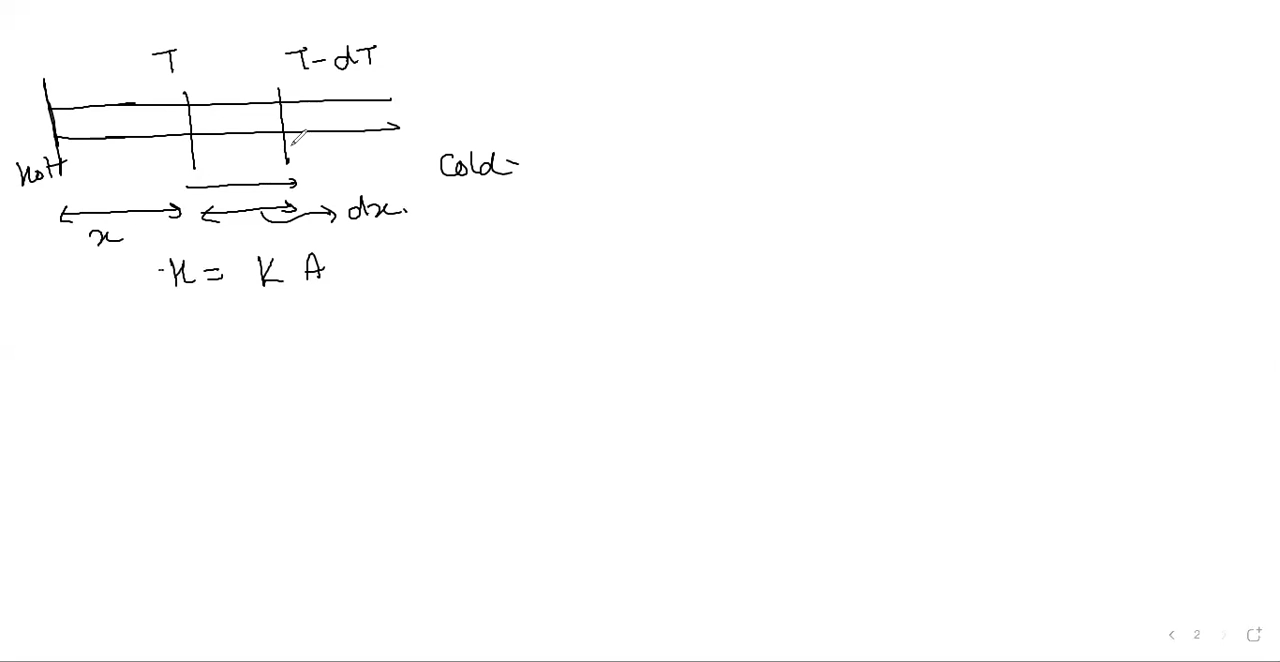 T T-dT
hot
Cold-
dx.
x
H = K A
2